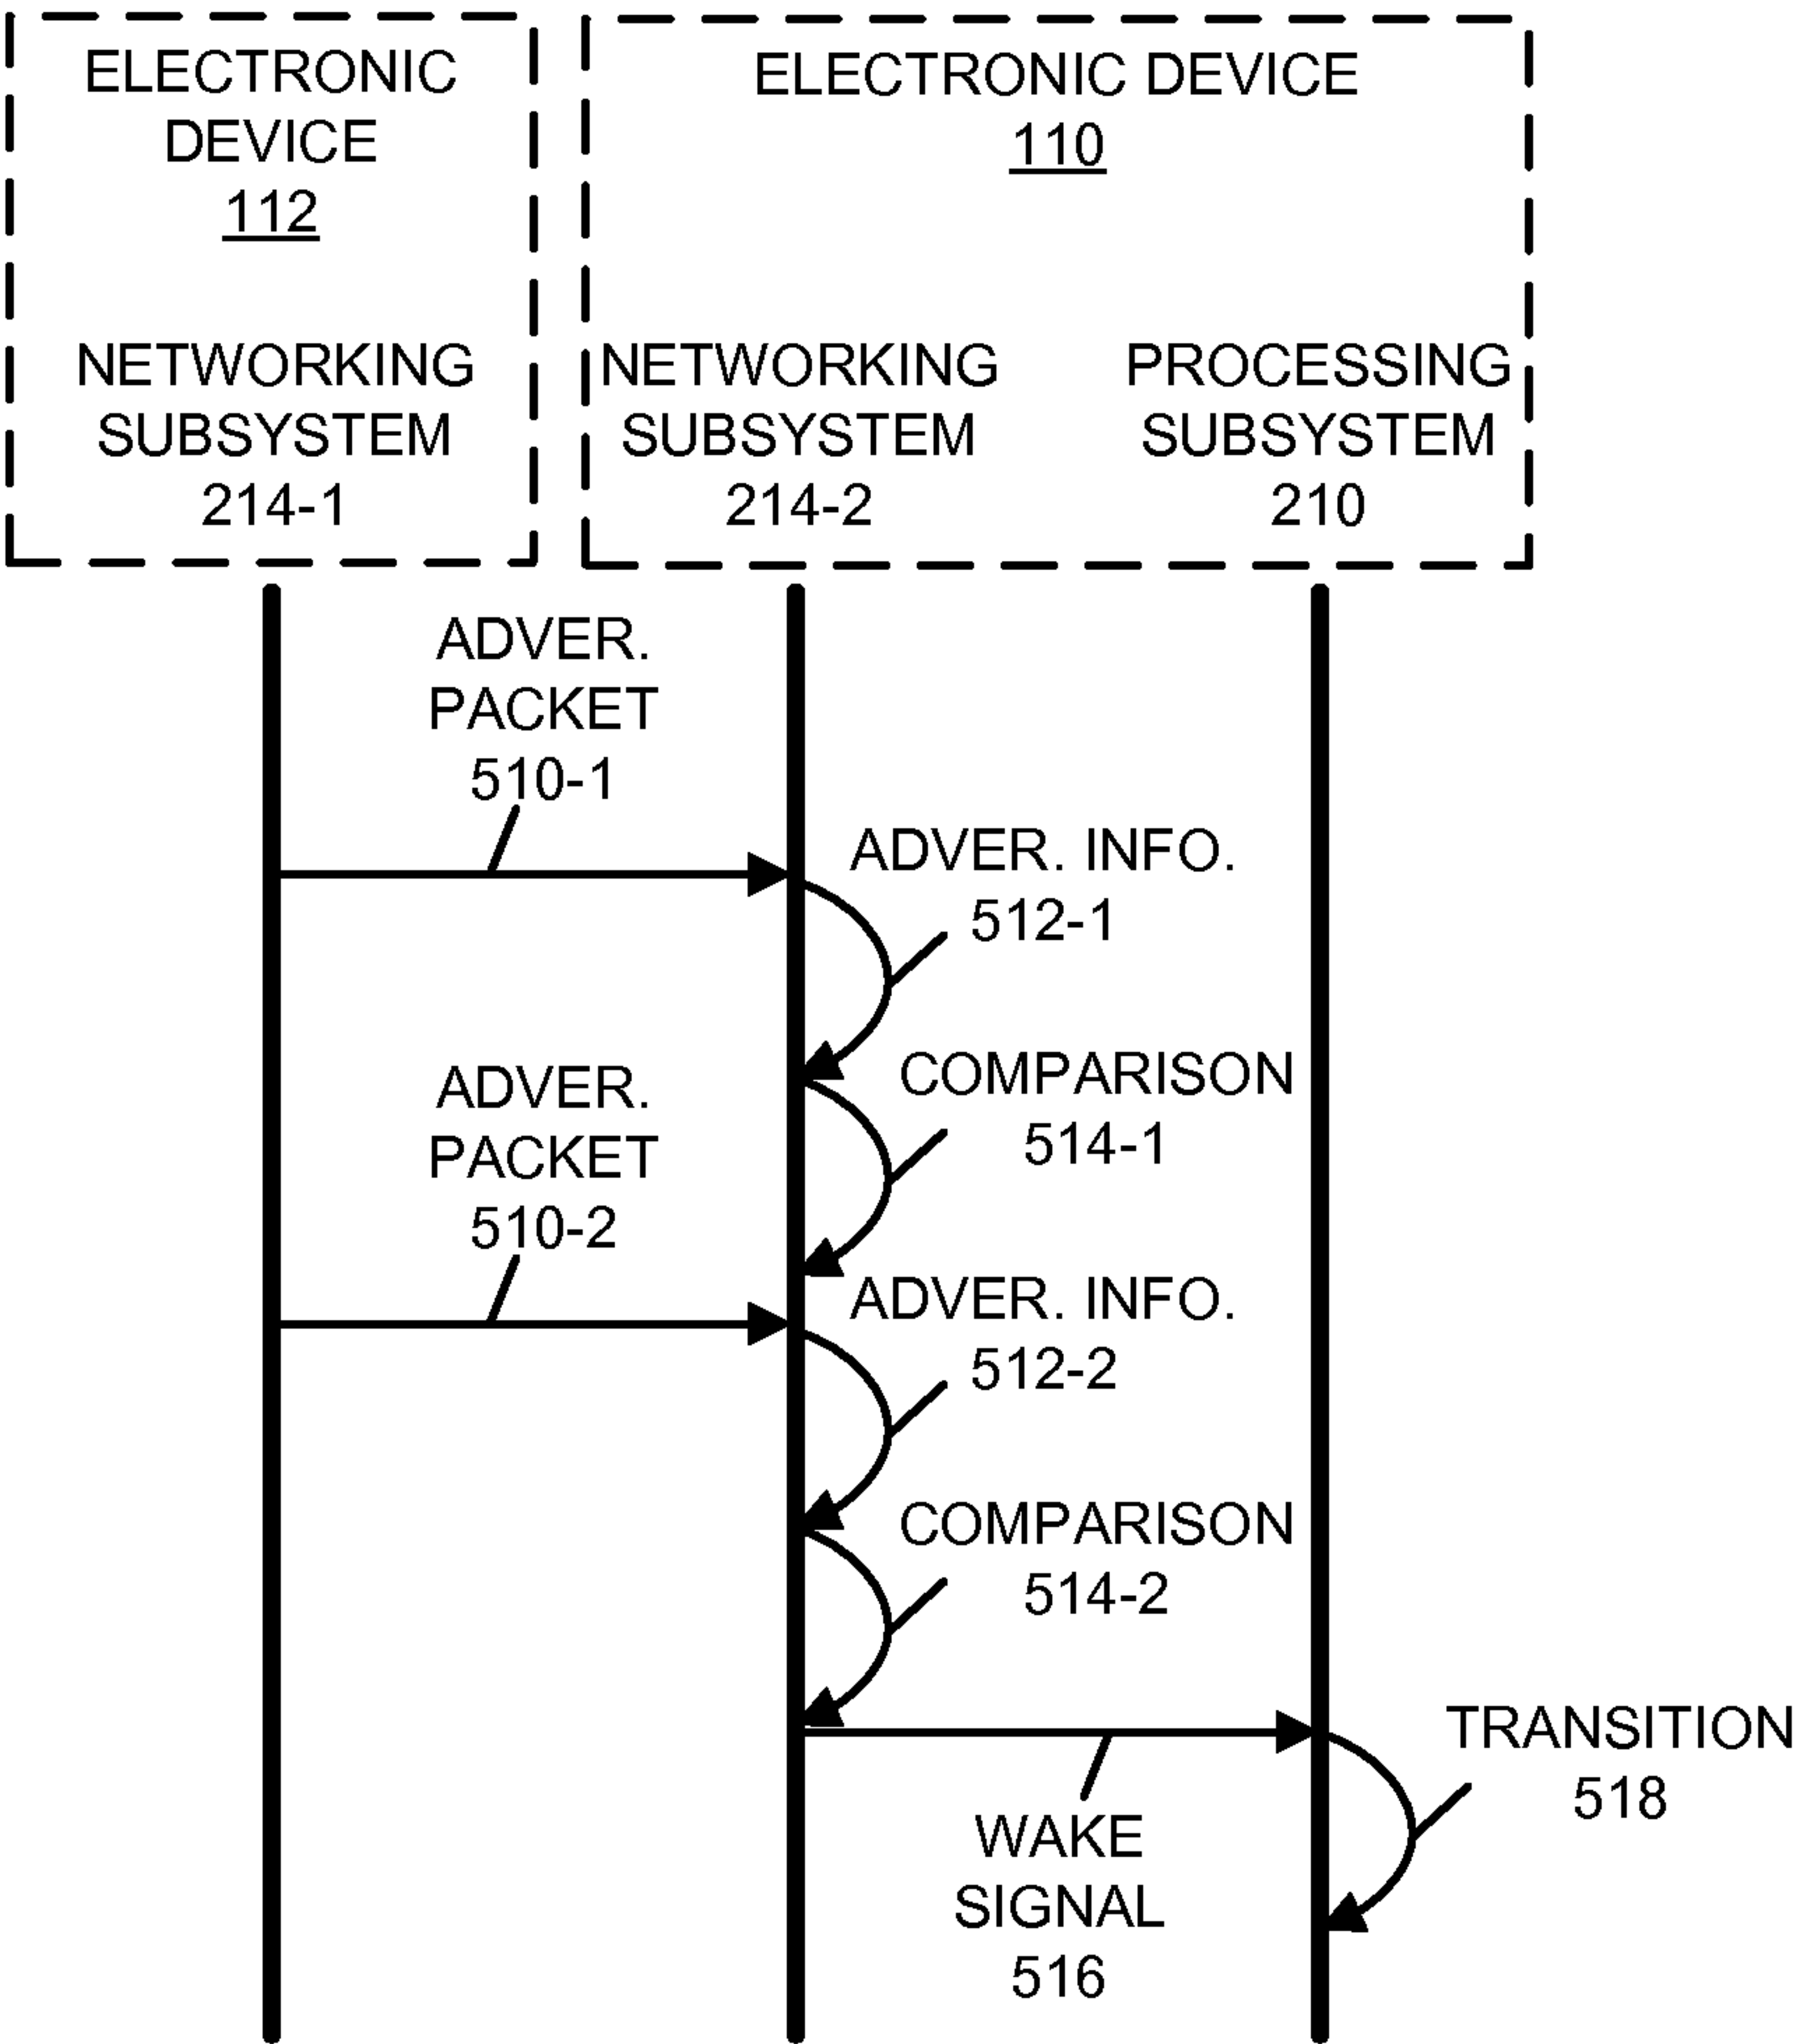 ELECTRONIC
DEVICE
112
NETWORKING
SUBSYSTEM
214-1
ELECTRONIC DEVICE
110
NETWORKING
SUBSYSTEM
214-2
PROCESSING
SUBSYSTEM
210
ADVER.
PACKET
510-1
ADVER. INFO.
512-1
COMPARISON
514-1
ADVER.
PACKET
510-2
ADVER. INFO.
512-2
COMPARISON
514-2
WAKE
SIGNAL
516
TRANSITION
518